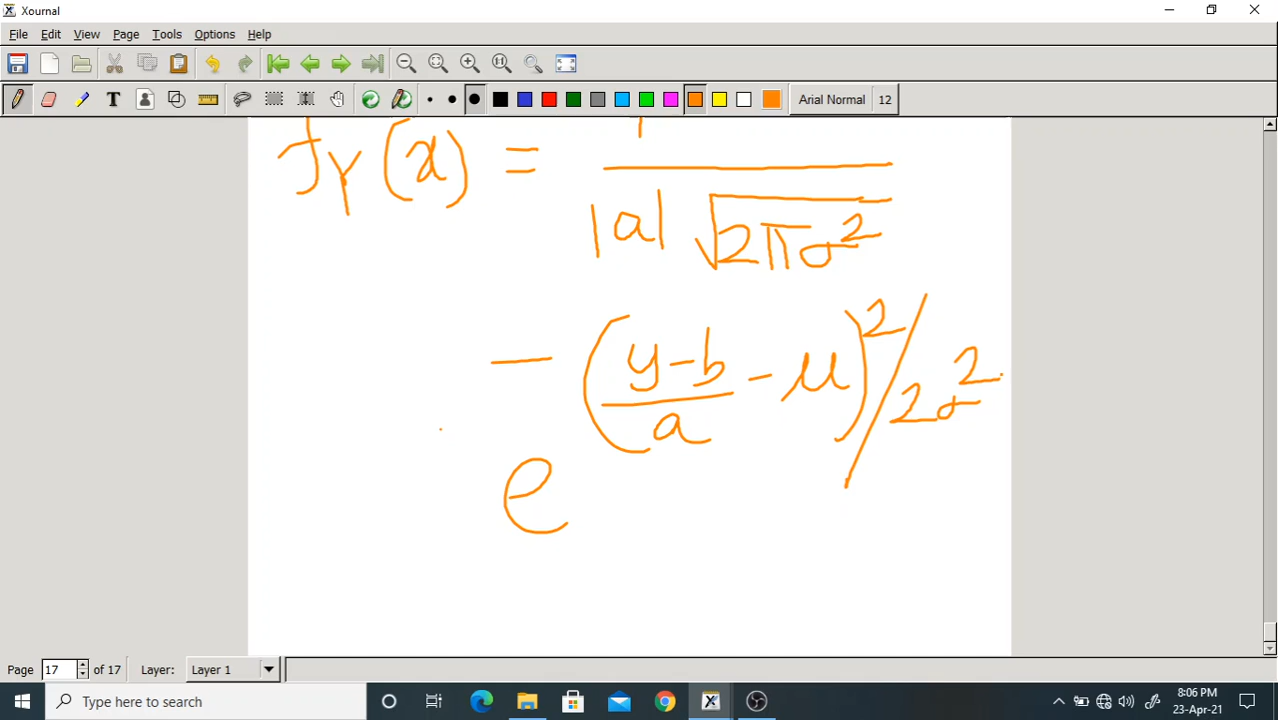 Xournal
File Edit View Page Tools Options Help
Arial Normal 12
f_Y(x) = 1 / (|a| √(2πσ²))
e^(−((y−b)/a − μ)² / 2σ²)
Page 17 of 17 Layer: Layer 1
Type here to search
8:06 PM
23-Apr-21